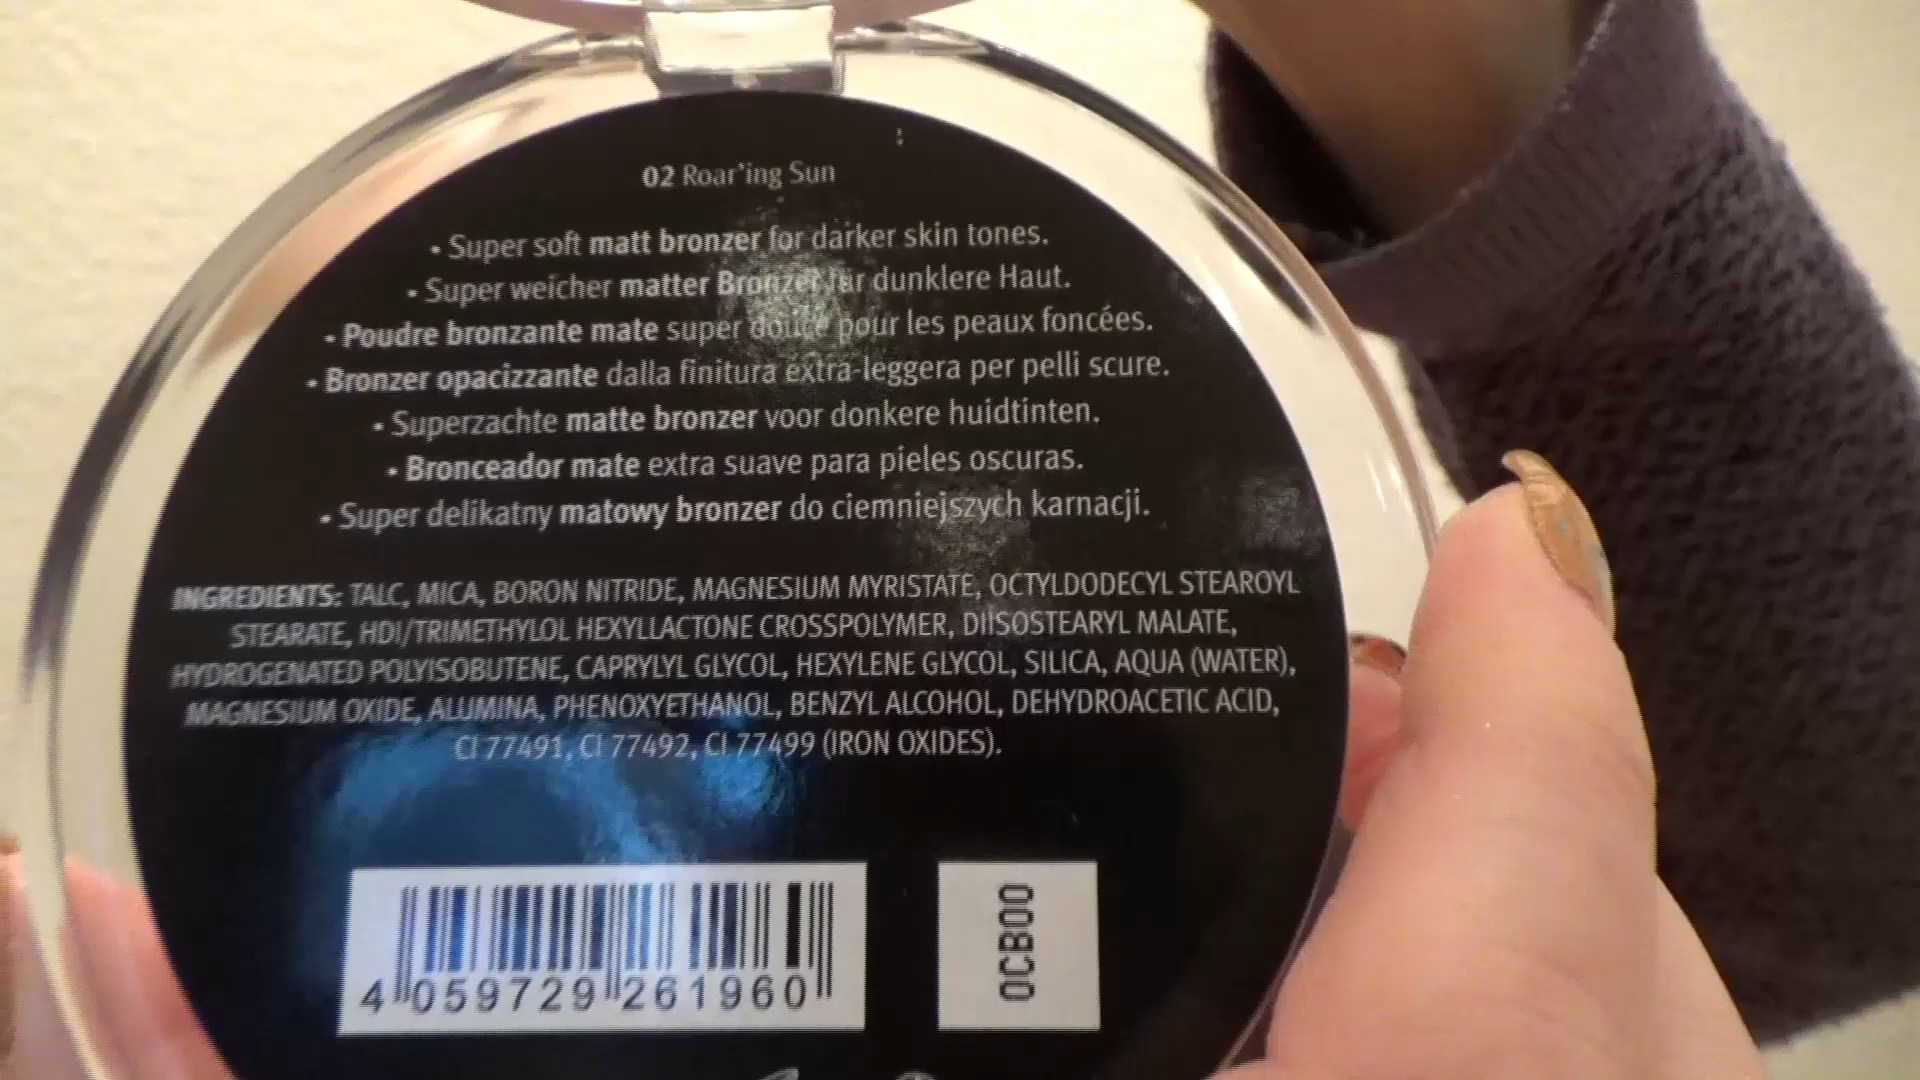 02 Roar'ing Sun
• Super soft matt bronzer for darker skin tones.
• Super weicher matter Bronzer für dunklere Haut.
• Poudre bronzante mate super douce pour les peaux foncées.
• Bronzer opacizzante dalla finitura extra-leggera per pelli scure.
• Superzachte matte bronzer voor donkere huidtinten.
• Bronceador mate extra suave para pieles oscuras.
• Super delikatny matowy bronzer do ciemniejszych karnacji.
INGREDIENTS: TALC, MICA, BORON NITRIDE, MAGNESIUM MYRISTATE, OCTYLDODECYL STEAROYL
STEARATE, HDI/TRIMETHYLOL HEXYLLACTONE CROSSPOLYMER, DIISOSTEARYL MALATE,
HYDROGENATED POLYISOBUTENE, CAPRYLYL GLYCOL, HEXYLENE GLYCOL, SILICA, AQUA (WATER),
MAGNESIUM OXIDE, ALUMINA, PHENOXYETHANOL, BENZYL ALCOHOL, DEHYDROACETIC ACID,
CI 77491, CI 77492, CI 77499 (IRON OXIDES).
4 059729 261960
0CB00